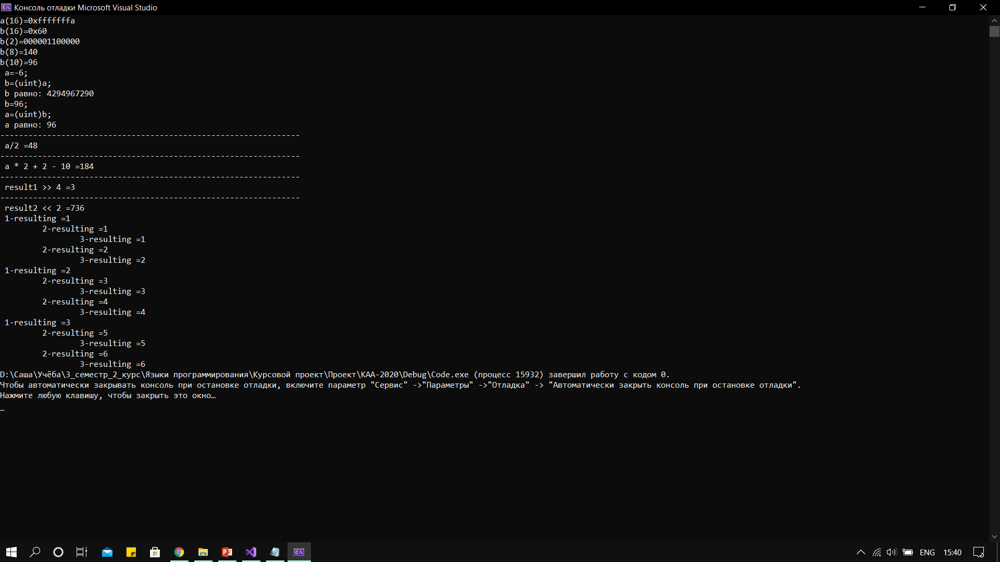 Консоль отладки Microsoft Visual Studio
a(16)=0xfffffffa
b(16)=0x60
b(2)=000001100000
b(8)=140
b(10)=96
 a=-6;
 b=(uint)a;
 b равно: 4294967290
 b=96;
 a=(uint)b;
 a равно: 96
----------------------------------------------------------------
 a/2 =48
----------------------------------------------------------------
 a * 2 + 2 - 10 =184
----------------------------------------------------------------
 result1 >> 4 =3
----------------------------------------------------------------
 result2 << 2 =736
 1-resulting =1
         2-resulting =1
                 3-resulting =1
         2-resulting =2
                 3-resulting =2
 1-resulting =2
         2-resulting =3
                 3-resulting =3
         2-resulting =4
                 3-resulting =4
 1-resulting =3
         2-resulting =5
                 3-resulting =5
         2-resulting =6
                 3-resulting =6
D:\Саша\Учёба\3_семестр_2_курс\Языки программирования\Курсовой проект\Проект\KAA-2020\Debug\Code.exe (процесс 15932) завершил работу с кодом 0.
Чтобы автоматически закрывать консоль при остановке отладки, включите параметр "Сервис" ->"Параметры" ->"Отладка" -> "Автоматически закрыть консоль при остановке отладки".
Нажмите любую клавишу, чтобы закрыть это окно…
ENG 15:40